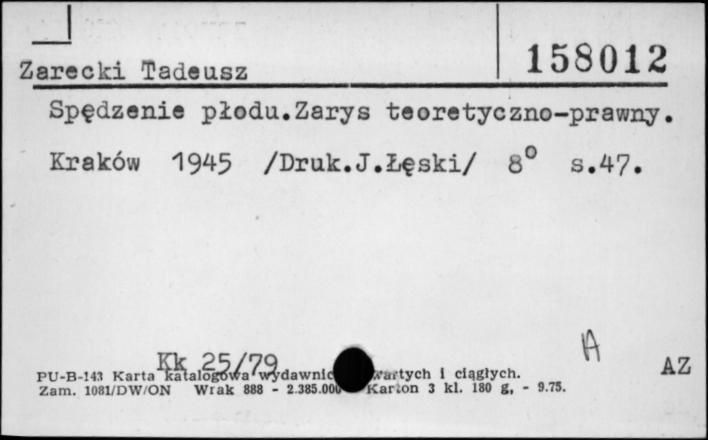 158012
Zarecki Tadeusz
Spędzenie płodu.Zarys teoretyczno-prawny.
Kraków 1945 /Druk.J.Łęski/ 8° s.47.
A
AZ
Kk 25/79
PU-B-143 Karta katalogowa wydawnic wartych i ciągłych.
Zam. 1081/DW/ON Wrak 888 - 2.385.000 Karton 3 kl. 180 g, - 9.75.